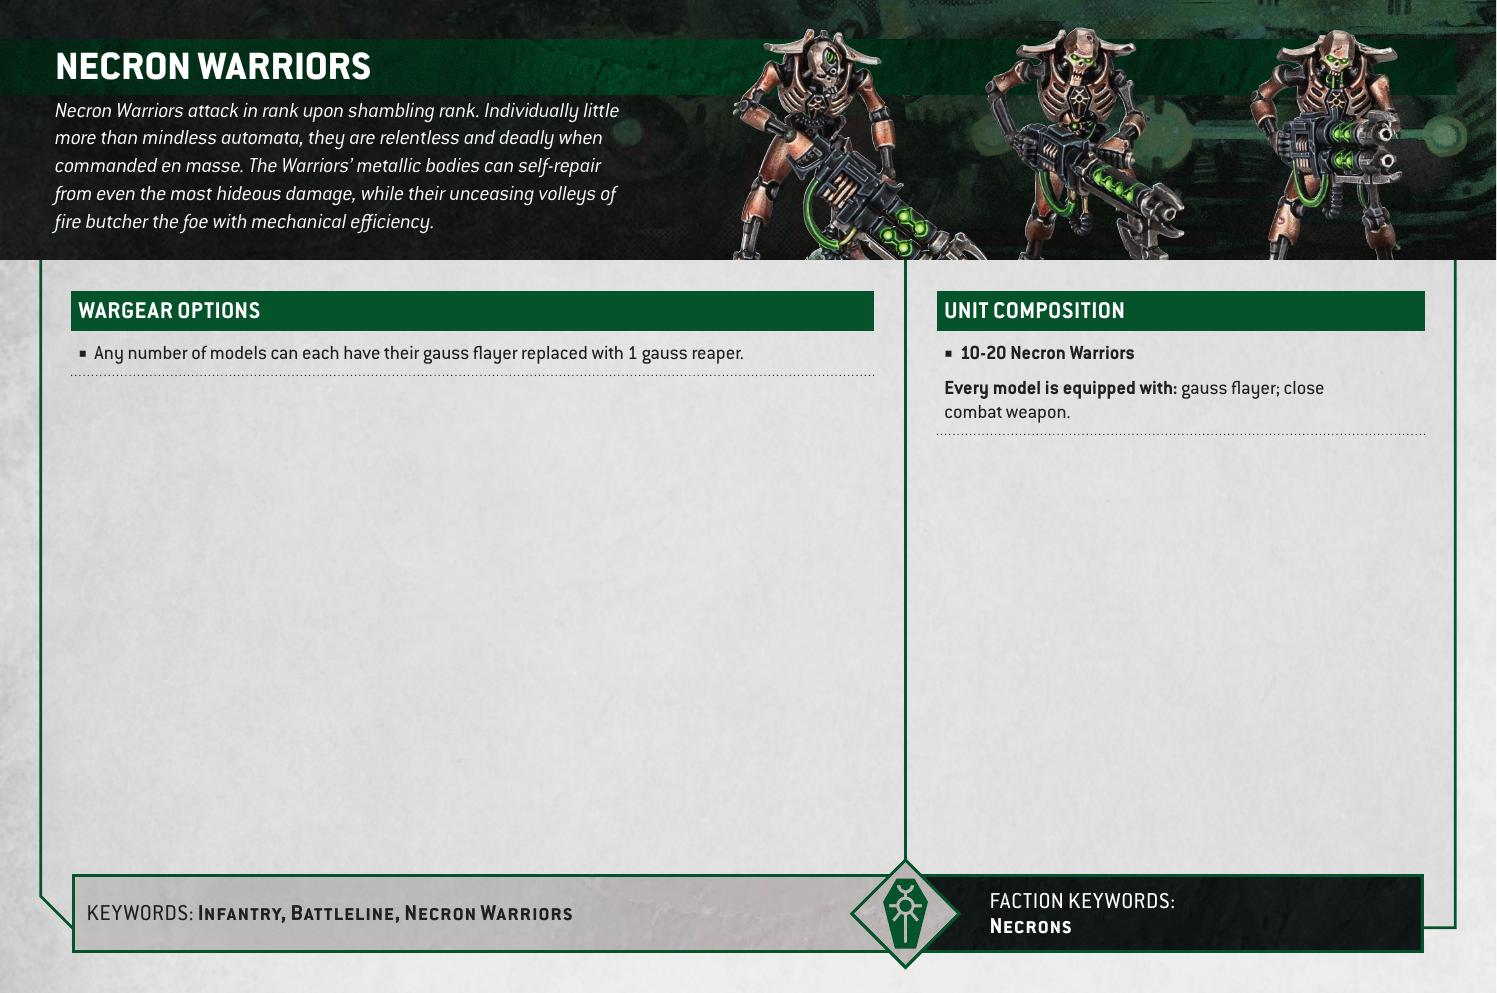 NECRON WARRIORS
Necron Warriors attack in rank upon shambling rank. Individually little
more than mindless automata, they are relentless and deadly when
commanded en masse. The Warriors’ metallic bodies can self-repair
from even the most hideous damage, while their unceasing volleys of
fire butcher the foe with mechanical efficiency.
WARGEAR OPTIONS
▪ Any number of models can each have their gauss flayer replaced with 1 gauss reaper.
UNIT COMPOSITION
▪ 10-20 Necron Warriors
Every model is equipped with: gauss flayer; close
combat weapon.
KEYWORDS: Infantry, Battleline, Necron Warriors
FACTION KEYWORDS:
Necrons